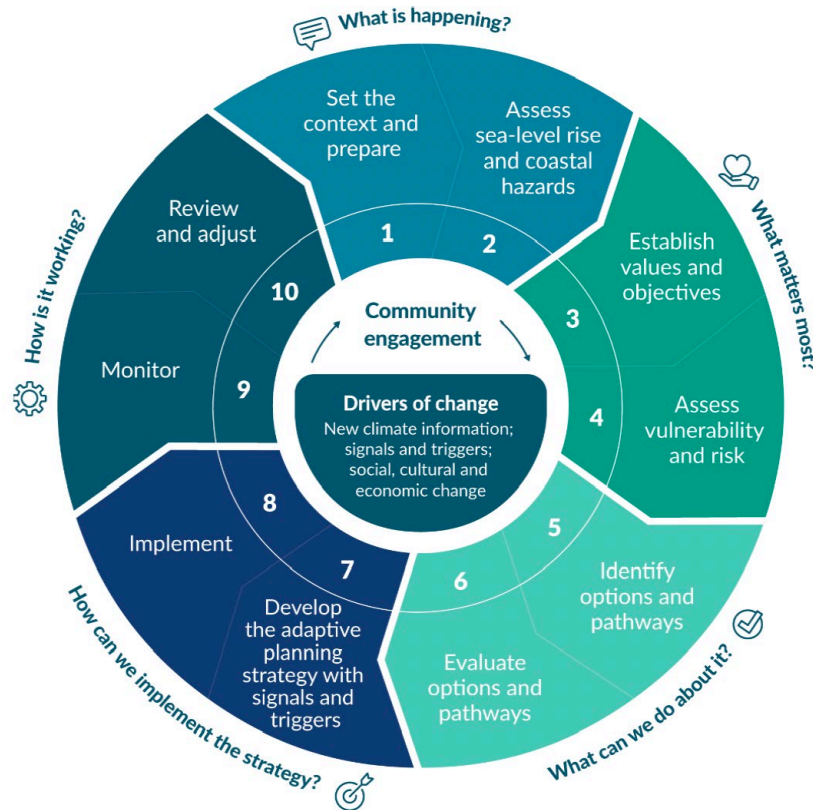 What is happening?
Set the
context and
prepare
1
Assess
sea-level rise
and coastal
hazards
2
What matters most?
Establish
values and
objectives
3
Assess
vulnerability
and risk
4
What can we do about it?
Identify
options and
pathways
5
Evaluate
options and
pathways
6
How can we implement the strategy?
Develop
the adaptive
planning
strategy with
signals and
triggers
7
Implement
8
How is it working?
Monitor
9
Review
and adjust
10
Community
engagement
Drivers of change
New climate information;
signals and triggers;
social, cultural and
economic change